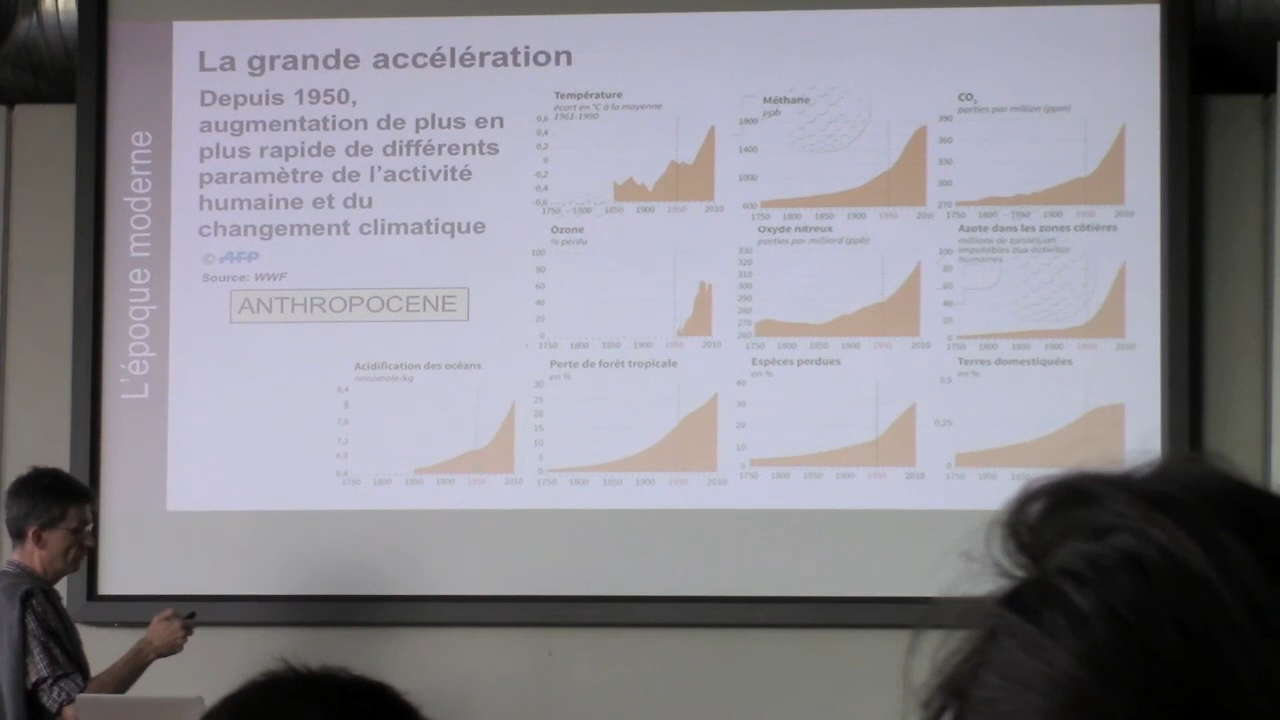 La grande accélération
Depuis 1950,
augmentation de plus en
plus rapide de différents
paramètre de l'activité
humaine et du
changement climatique
© AFP
Source: WWF
ANTHROPOCENE
L'époque moderne
Température
écart en °C à la moyenne
1961-1990
0,6
0,4
0,2
0
-0,2
-0,4
-0,6
1750 1800 1850 1900 1950 2010
Méthane
ppb
1800
1400
1000
600
1750 1800 1850 1900 1950 2010
CO2
parties par million (ppm)
390
360
330
300
270
1750 1800 1850 1900 1950 2010
Ozone
% perdu
100
80
60
40
20
0
1750 1800 1850 1900 1950 2010
Oxyde nitreux
parties par milliard (ppb)
330
320
310
300
290
280
270
260
1750 1800 1850 1900 1950 2010
Azote dans les zones côtières
millions de tonnes/an
imputables aux activités
humaines
100
80
60
40
20
0
1750 1800 1850 1900 1950 2010
Acidification des océans
nanomole/kg
8,4
8
7,6
7,2
6,8
6,4
1750 1800 1850 1900 1950 2010
Perte de forêt tropicale
en %
30
25
20
15
10
5
0
1750 1800 1850 1900 1950 2010
Espèces perdues
en %
40
30
20
10
0
1750 1800 1850 1900 1950 2010
Terres domestiquées
en %
0,5
0,25
0
1750 1800 1850